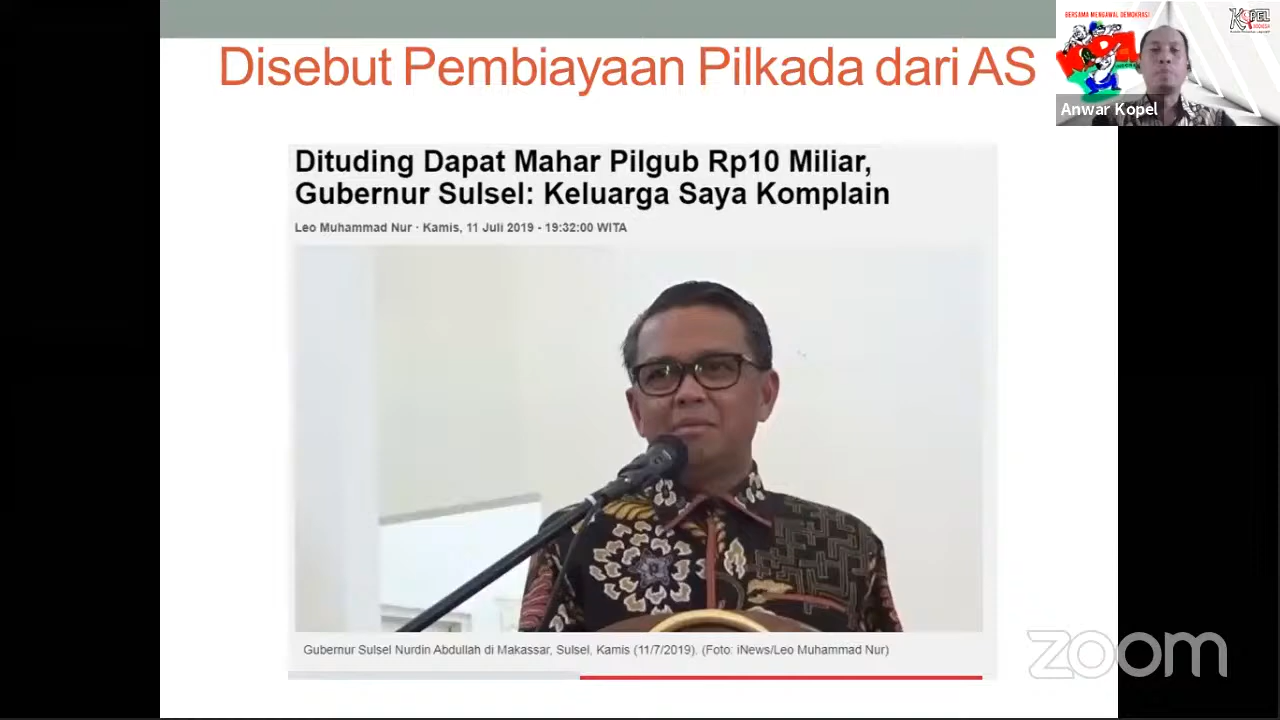 Disebut Pembiayaan Pilkada dari AS
BERSAMA MENGAWAL DEMOKRASI
Anwar Kopel
Dituding Dapat Mahar Pilgub Rp10 Miliar,
Gubernur Sulsel: Keluarga Saya Komplain
Leo Muhammad Nur · Kamis, 11 Juli 2019 - 19:32:00 WITA
Gubernur Sulsel Nurdin Abdullah di Makassar, Sulsel, Kamis (11/7/2019). (Foto: iNews/Leo Muhammad Nur)
zoom